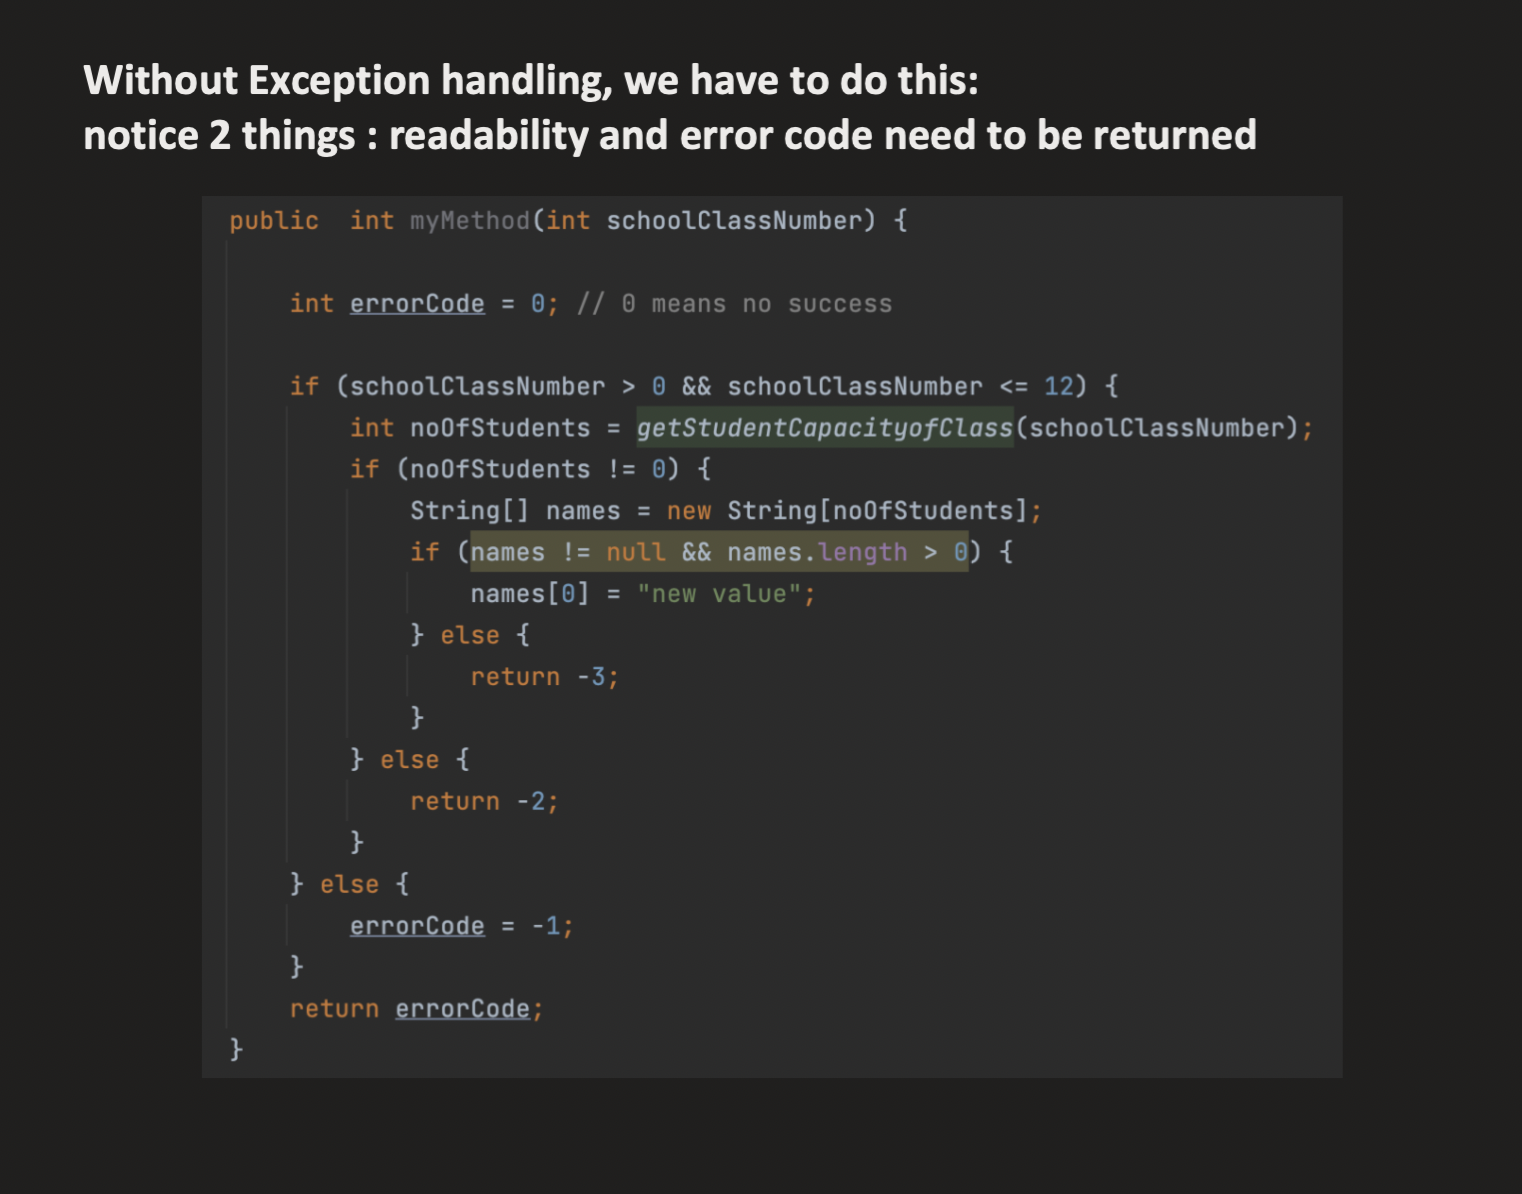 Without Exception handling, we have to do this:
notice 2 things : readability and error code need to be returned
public  int myMethod(int schoolClassNumber) {
int errorCode = 0; // 0 means no success
if (schoolClassNumber > 0 && schoolClassNumber <= 12) {
int noOfStudents = getStudentCapacityofClass(schoolClassNumber);
if (noOfStudents != 0) {
String[] names = new String[noOfStudents];
if (names != null && names.length > 0) {
names[0] = "new value";
} else {
return -3;
}
} else {
return -2;
}
} else {
errorCode = -1;
}
return errorCode;
}